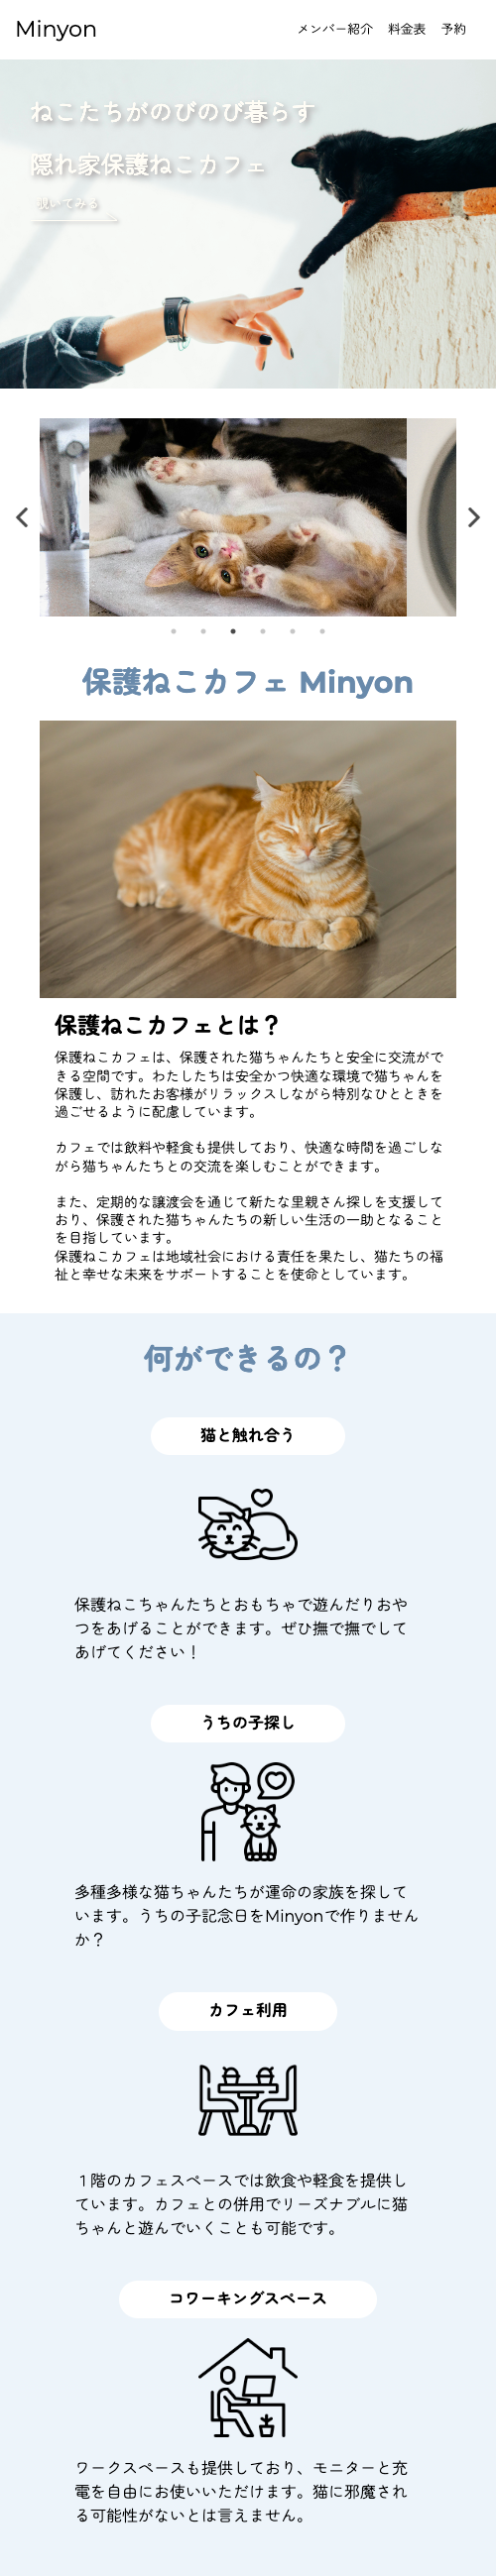 Minyon
メンバー紹介 料金表 予約
ねこたちがのびのび暮らす
隠れ家保護ねこカフェ
覗いてみる
保護ねこカフェ Minyon
保護ねこカフェとは？
保護ねこカフェは、保護された猫ちゃんたちと安全に交流がで
きる空間です。わたしたちは安全かつ快適な環境で猫ちゃんを
保護し、訪れたお客様がリラックスしながら特別なひとときを
過ごせるように配慮しています。
カフェでは飲料や軽食も提供しており、快適な時間を過ごしな
がら猫ちゃんたちとの交流を楽しむことができます。
また、定期的な譲渡会を通じて新たな里親さん探しを支援して
おり、保護された猫ちゃんたちの新しい生活の一助となること
を目指しています。
保護ねこカフェは地域社会における責任を果たし、猫たちの福
祉と幸せな未来をサポートすることを使命としています。
何ができるの？
猫と触れ合う
保護ねこちゃんたちとおもちゃで遊んだりおや
つをあげることができます。ぜひ撫で撫でして
あげてください！
うちの子探し
多種多様な猫ちゃんたちが運命の家族を探して
います。うちの子記念日をMinyonで作りません
か？
カフェ利用
１階のカフェスペースでは飲食や軽食を提供し
ています。カフェとの併用でリーズナブルに猫
ちゃんと遊んでいくことも可能です。
コワーキングスペース
ワークスペースも提供しており、モニターと充
電を自由にお使いいただけます。猫に邪魔され
る可能性がないとは言えません。